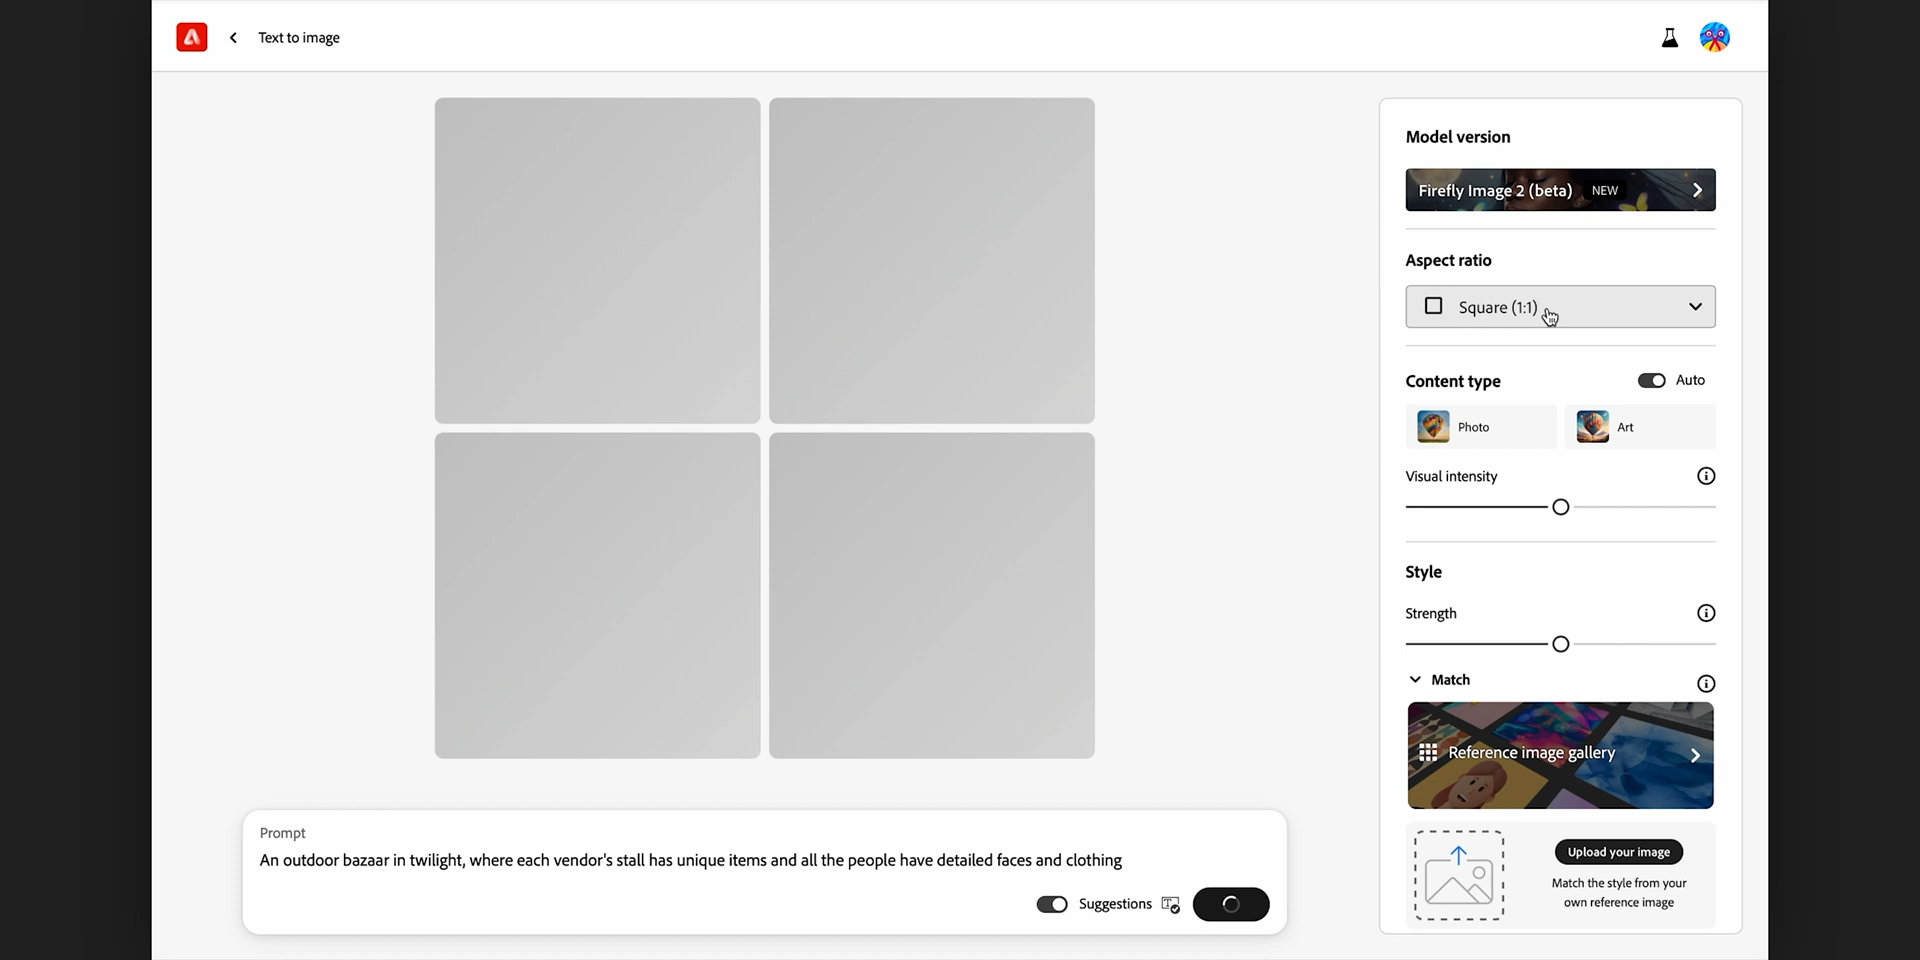 Text to image
Model version
Firefly Image 2 (beta) NEW
Aspect ratio
Square (1:1)
Content type Auto
Photo Art
Visual intensity
Style
Strength
Match
Reference image gallery
Upload your image
Match the style from your
own reference image
Prompt
An outdoor bazaar in twilight, where each vendor's stall has unique items and all the people have detailed faces and clothing
Suggestions